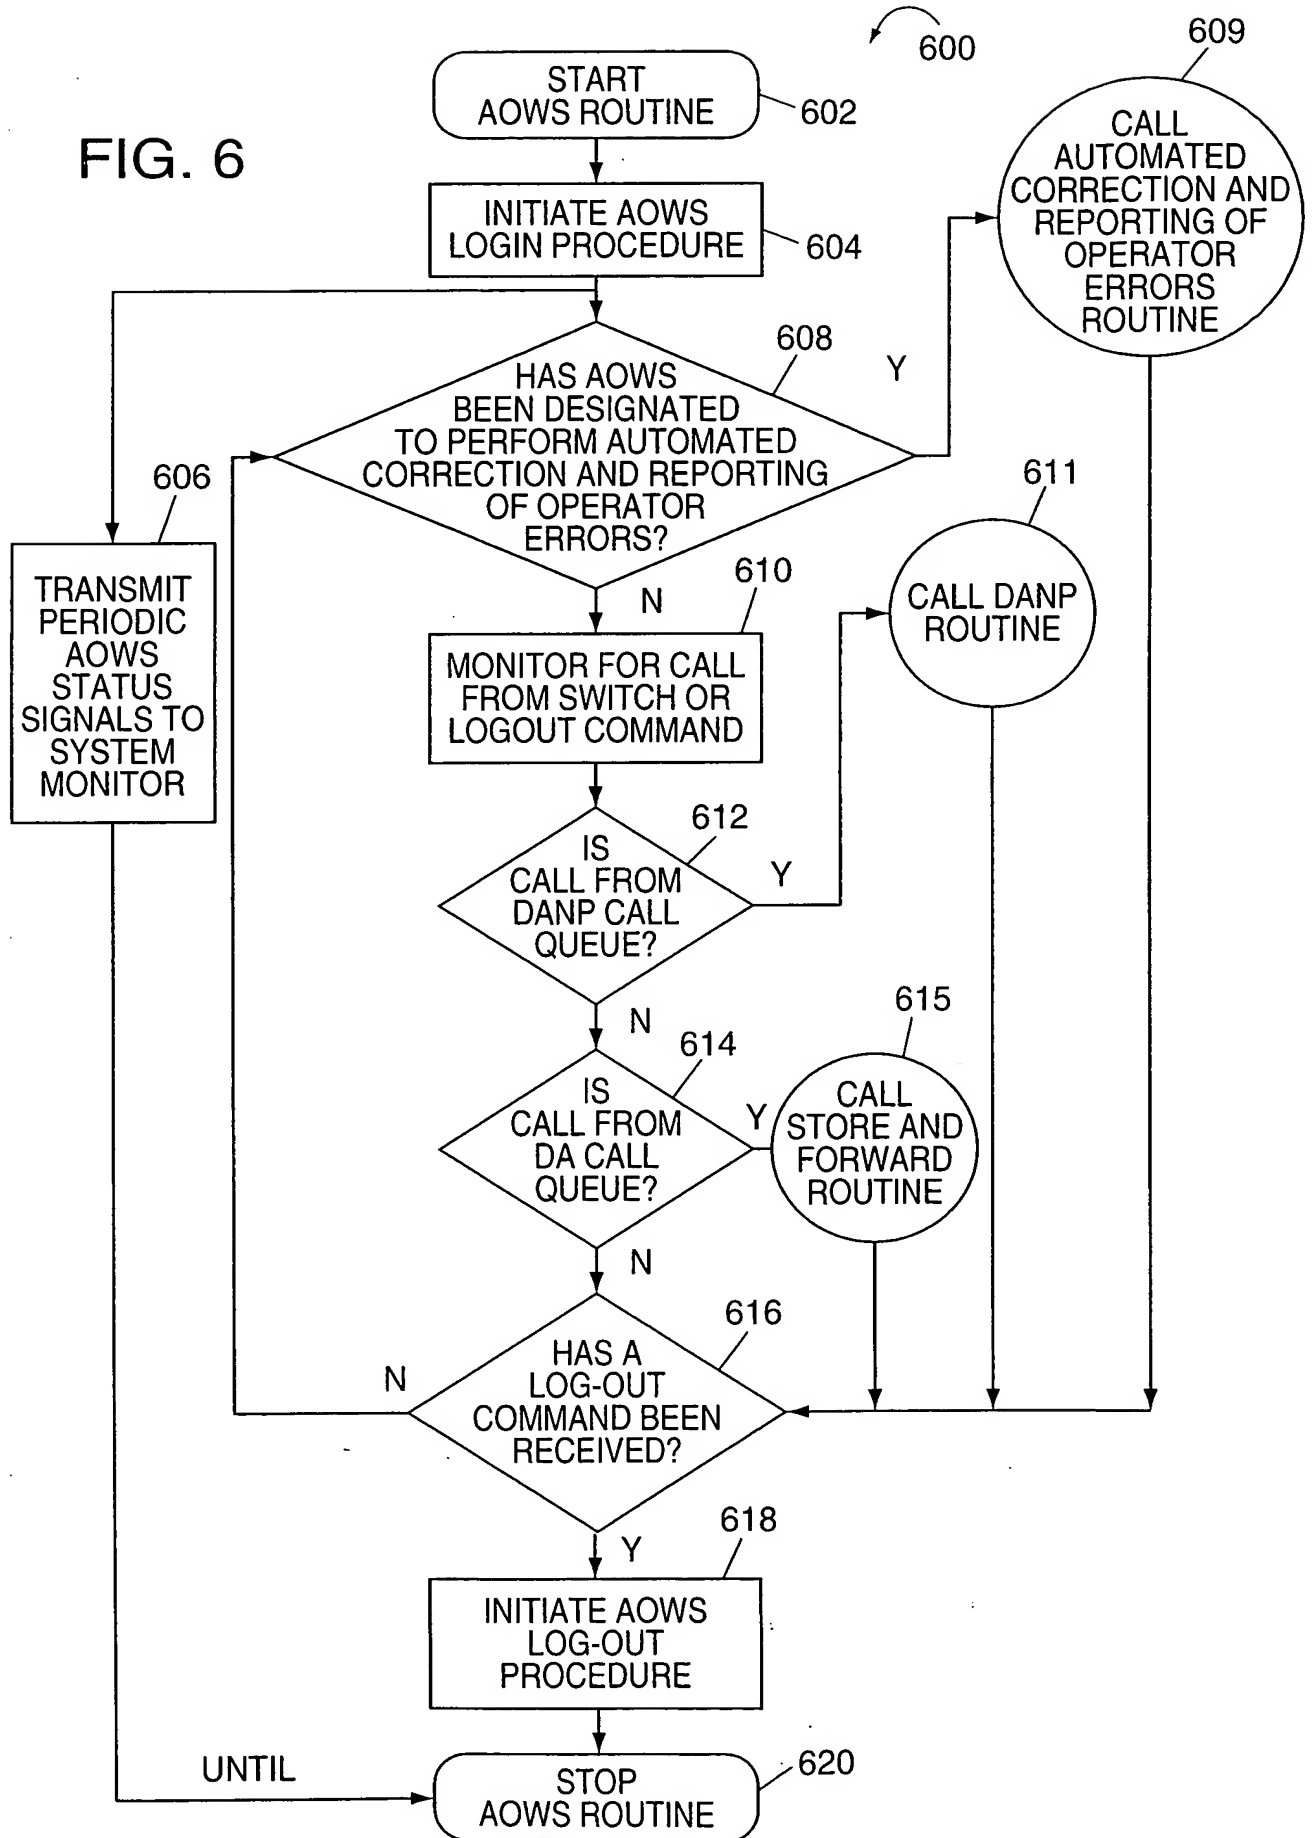 600
609
START
AOWS ROUTINE
602
FIG. 6
CALL
AUTOMATED
CORRECTION AND
REPORTING OF
OPERATOR
ERRORS
ROUTINE
INITIATE AOWS
LOGIN PROCEDURE
604
608
Y
HAS AOWS
BEEN DESIGNATED
TO PERFORM AUTOMATED
CORRECTION AND REPORTING
OF OPERATOR
ERRORS?
606
611
TRANSMIT
PERIODIC
AOWS
STATUS
SIGNALS TO
SYSTEM
MONITOR
N
610
CALL DANP
ROUTINE
MONITOR FOR CALL
FROM SWITCH OR
LOGOUT COMMAND
612
IS
CALL FROM
DANP CALL
QUEUE?
Y
N
615
614
IS
CALL FROM
DA CALL
QUEUE?
Y
CALL
STORE AND
FORWARD
ROUTINE
N
616
HAS A
LOG-OUT
COMMAND BEEN
RECEIVED?
N
Y
618
INITIATE AOWS
LOG-OUT
PROCEDURE
UNTIL
620
STOP
AOWS ROUTINE